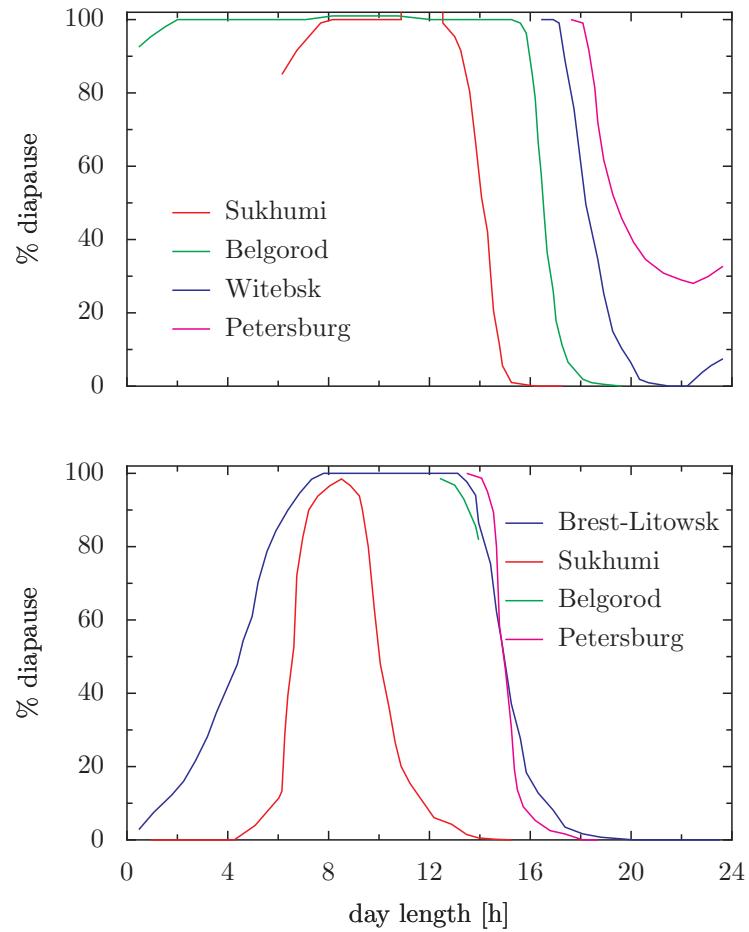 100
80
60
40
20
0
% diapause
Sukhumi
Belgorod
Witebsk
Petersburg
100
80
60
40
20
0
% diapause
Brest-Litowsk
Sukhumi
Belgorod
Petersburg
0 4 8 12 16 20 24
day length [h]